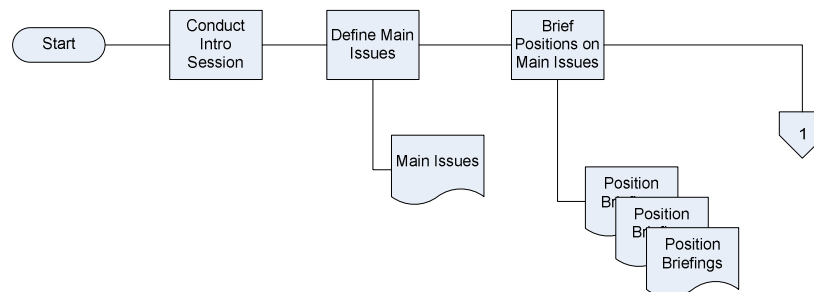 Start
Conduct
Intro
Session
Define Main
Issues
Brief
Positions on
Main Issues
1
Main Issues
Position
Position
Position
Briefings